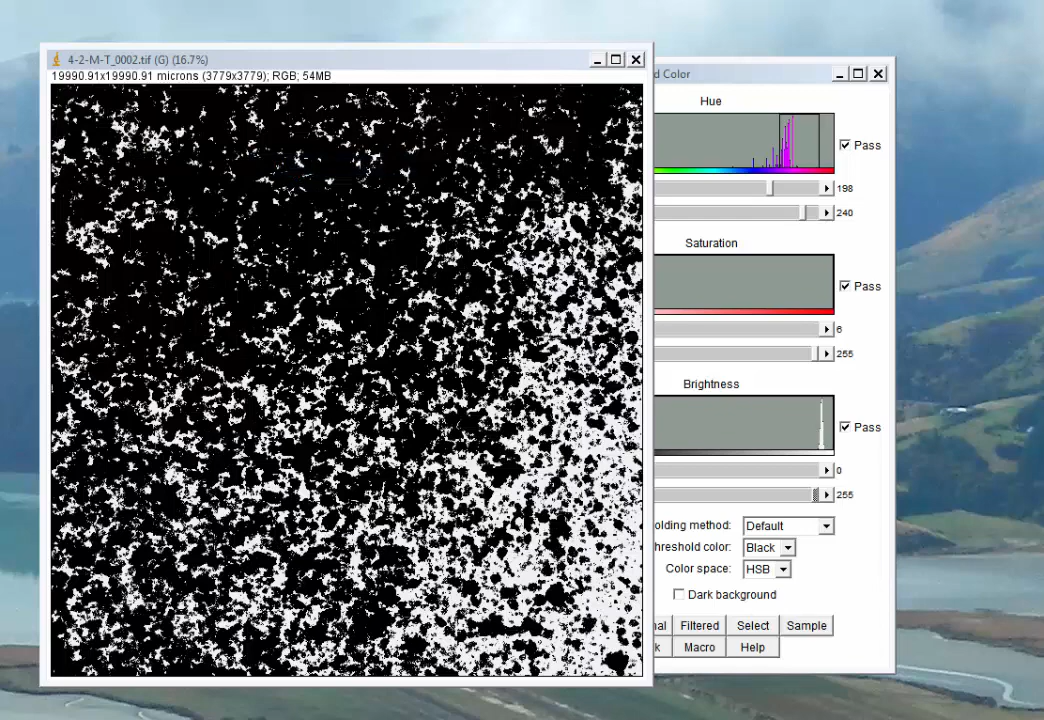 4-2-M-T_0002.tif (G) (16.7%)
19990.91x19990.91 microns (3779x3779); RGB; 54MB
d Color
Hue
Pass
198
240
Saturation
Pass
6
255
Brightness
Pass
0
255
olding method: Default
hreshold color: Black
Color space: HSB
Dark background
al Filtered Select Sample
k Macro Help